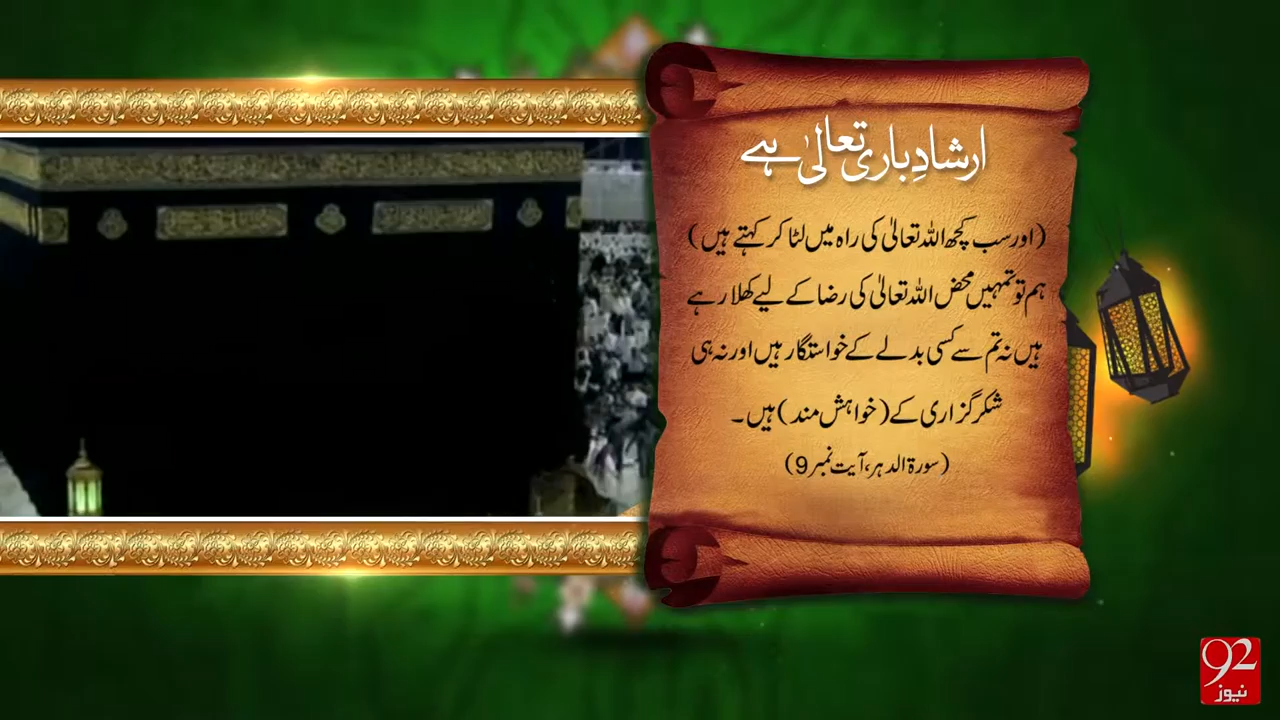 ارشادِ باری تعالیٰ ہے
(اور سب کچھ اللہ تعالیٰ کی راہ میں لٹا کر کہتے ہیں)
ہم تو تمہیں محض اللہ تعالیٰ کی رضا کے لیے کھلا رہے
ہیں نہ تم سے کسی بدلے کے خواستگار ہیں اور نہ ہی
شکر گزاری کے (خواہش مند) ہیں۔
(سورۃ الدہر، آیت نمبر 9)
92
نیوز